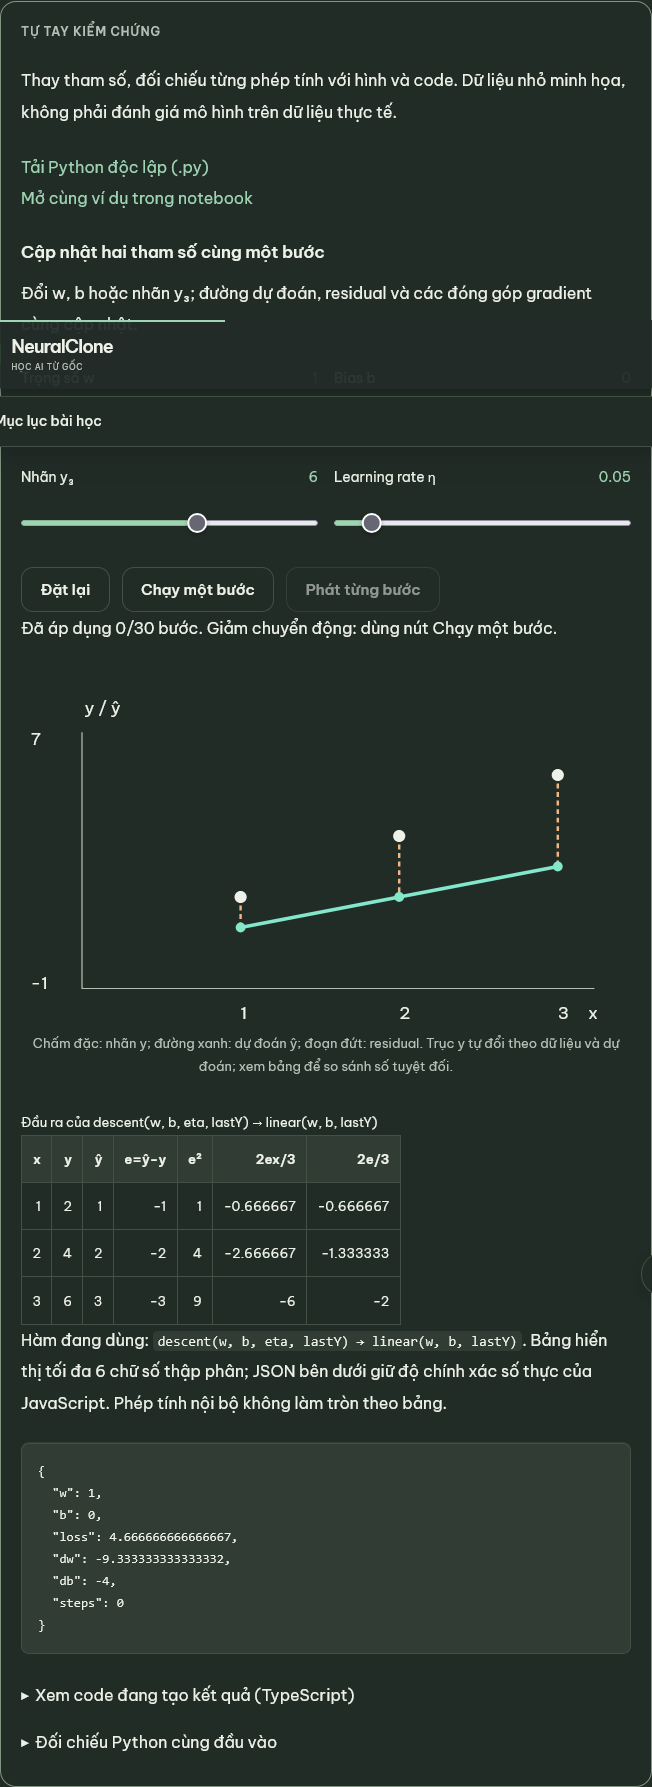 TỰ TAY KIỂM CHỨNG
Thay tham số, đối chiếu từng phép tính với hình và code. Dữ liệu nhỏ minh họa,
không phải đánh giá mô hình trên dữ liệu thực tế.
Tải Python độc lập (.py)
Mở cùng ví dụ trong notebook
Cập nhật hai tham số cùng một bước
Đổi w, b hoặc nhãn y₃; đường dự đoán, residual và các đóng góp gradient
cùng cập nhật.
NeuralClone
HỌC AI TỪ GỐC
Trọng số w 1 Bias b 0
Mục lục bài học
Nhãn y₃ 6 Learning rate η 0.05
Đặt lại Chạy một bước Phát từng bước
Đã áp dụng 0/30 bước. Giảm chuyển động: dùng nút Chạy một bước.
y / ŷ
7
-1
1 2 3 x
Chấm đặc: nhãn y; đường xanh: dự đoán ŷ; đoạn đứt: residual. Trục y tự đổi theo dữ liệu và dự
đoán; xem bảng để so sánh số tuyệt đối.
Đầu ra của descent(w, b, eta, lastY) → linear(w, b, lastY)
x y ŷ e=ŷ-y e² 2ex/3 2e/3
1 2 1 -1 1 -0.666667 -0.666667
2 4 2 -2 4 -2.666667 -1.333333
3 6 3 -3 9 -6 -2
Hàm đang dùng: descent(w, b, eta, lastY) → linear(w, b, lastY). Bảng hiển
thị tối đa 6 chữ số thập phân; JSON bên dưới giữ độ chính xác số thực của
JavaScript. Phép tính nội bộ không làm tròn theo bảng.
{
"w": 1,
"b": 0,
"loss": 4.666666666666667,
"dw": -9.333333333333332,
"db": -4,
"steps": 0
}
▸ Xem code đang tạo kết quả (TypeScript)
▸ Đối chiếu Python cùng đầu vào